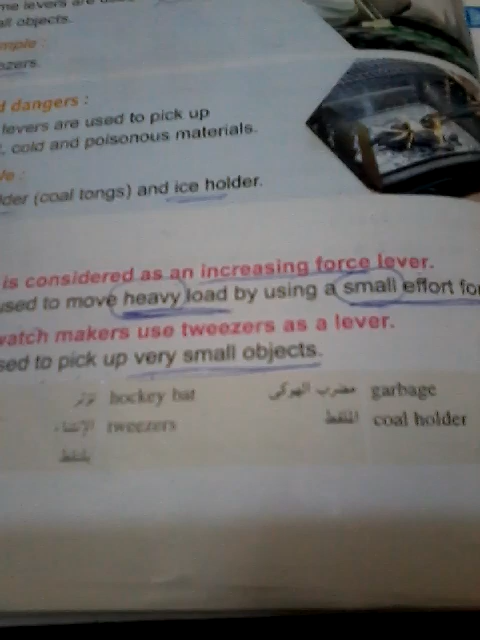 me levers are
all objects.
mple :
ezers.
d dangers :
levers are used to pick up
, cold and poisonous materials.
le :
lder (coal tongs) and ice holder.
is considered as an increasing force lever.
used to move heavy load by using a small effort for
watch makers use tweezers as a lever.
sed to pick up very small objects.
hockey bat مضرب الهوكي garbage
tweezers الملقط coal holder
يلتقط